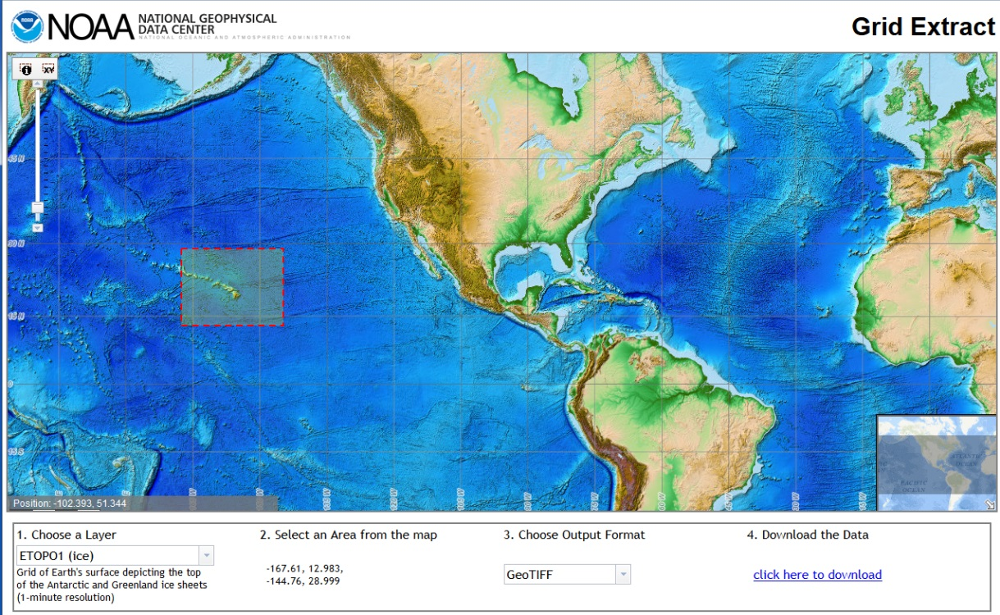 NOAA
NOAA NATIONAL GEOPHYSICAL
DATA CENTER
NATIONAL OCEANIC AND ATMOSPHERIC ADMINISTRATION
Grid Extract
XY
45 N
30 N
15 N
0
15 S
ATLANTIC
OCEAN
PACIFIC
OCEAN
Position: -102.393, 51.344
1. Choose a Layer
2. Select an Area from the map
3. Choose Output Format
4. Download the Data
ETOPO1 (ice)
Grid of Earth's surface depicting the top
of the Antarctic and Greenland ice sheets
(1-minute resolution)
-167.61, 12.983,
-144.76, 28.999
GeoTIFF
click here to download